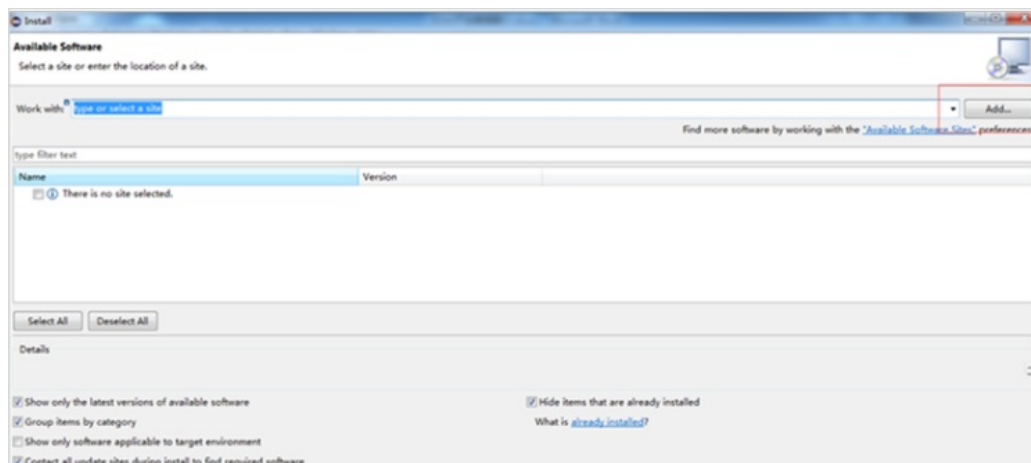 Install
Available Software
Select a site or enter the location of a site.
Work with: type or select a site
Add...
Find more software by working with the "Available Software Sites" preferences
type filter text
Name Version
There is no site selected.
Select All Deselect All
Details
Show only the latest versions of available software
Hide items that are already installed
Group items by category
What is already installed?
Show only software applicable to target environment
Contact all update sites during install to find required software